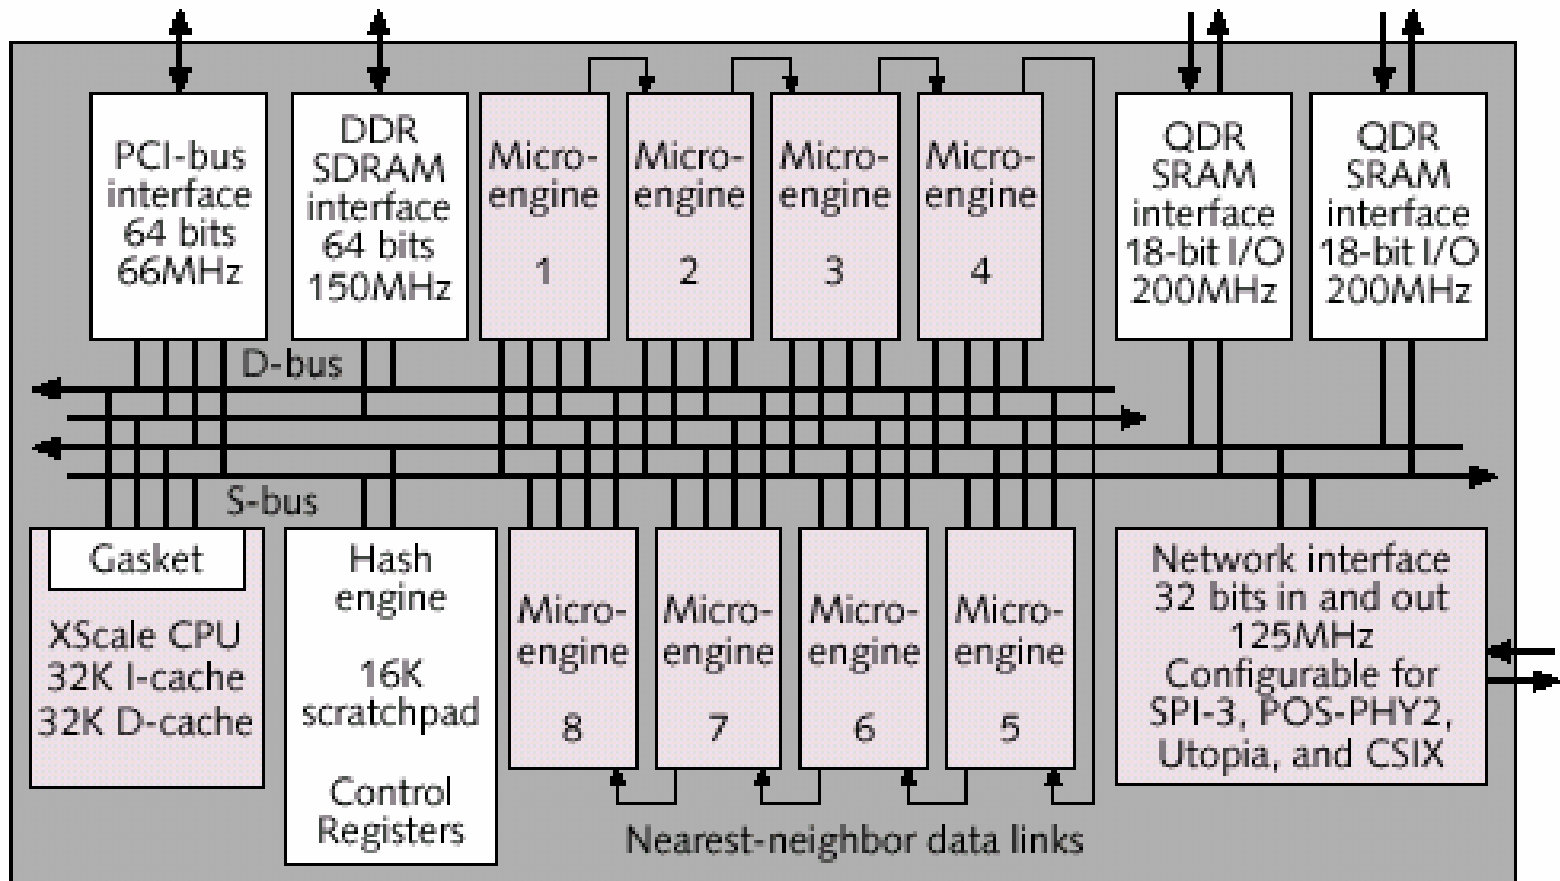 PCI-bus
interface
64 bits
66MHz
DDR
SDRAM
interface
64 bits
150MHz
Micro-
engine
1
Micro-
engine
2
Micro-
engine
3
Micro-
engine
4
QDR
SRAM
interface
18-bit I/O
200MHz
QDR
SRAM
interface
18-bit I/O
200MHz
D-bus
S-bus
Gasket
XScale CPU
32K I-cache
32K D-cache
Hash
engine
16K
scratchpad
Control
Registers
Micro-
engine
8
Micro-
engine
7
Micro-
engine
6
Micro-
engine
5
Network interface
32 bits in and out
125MHz
Configurable for
SPI-3, POS-PHY2,
Utopia, and CSIX
Nearest-neighbor data links